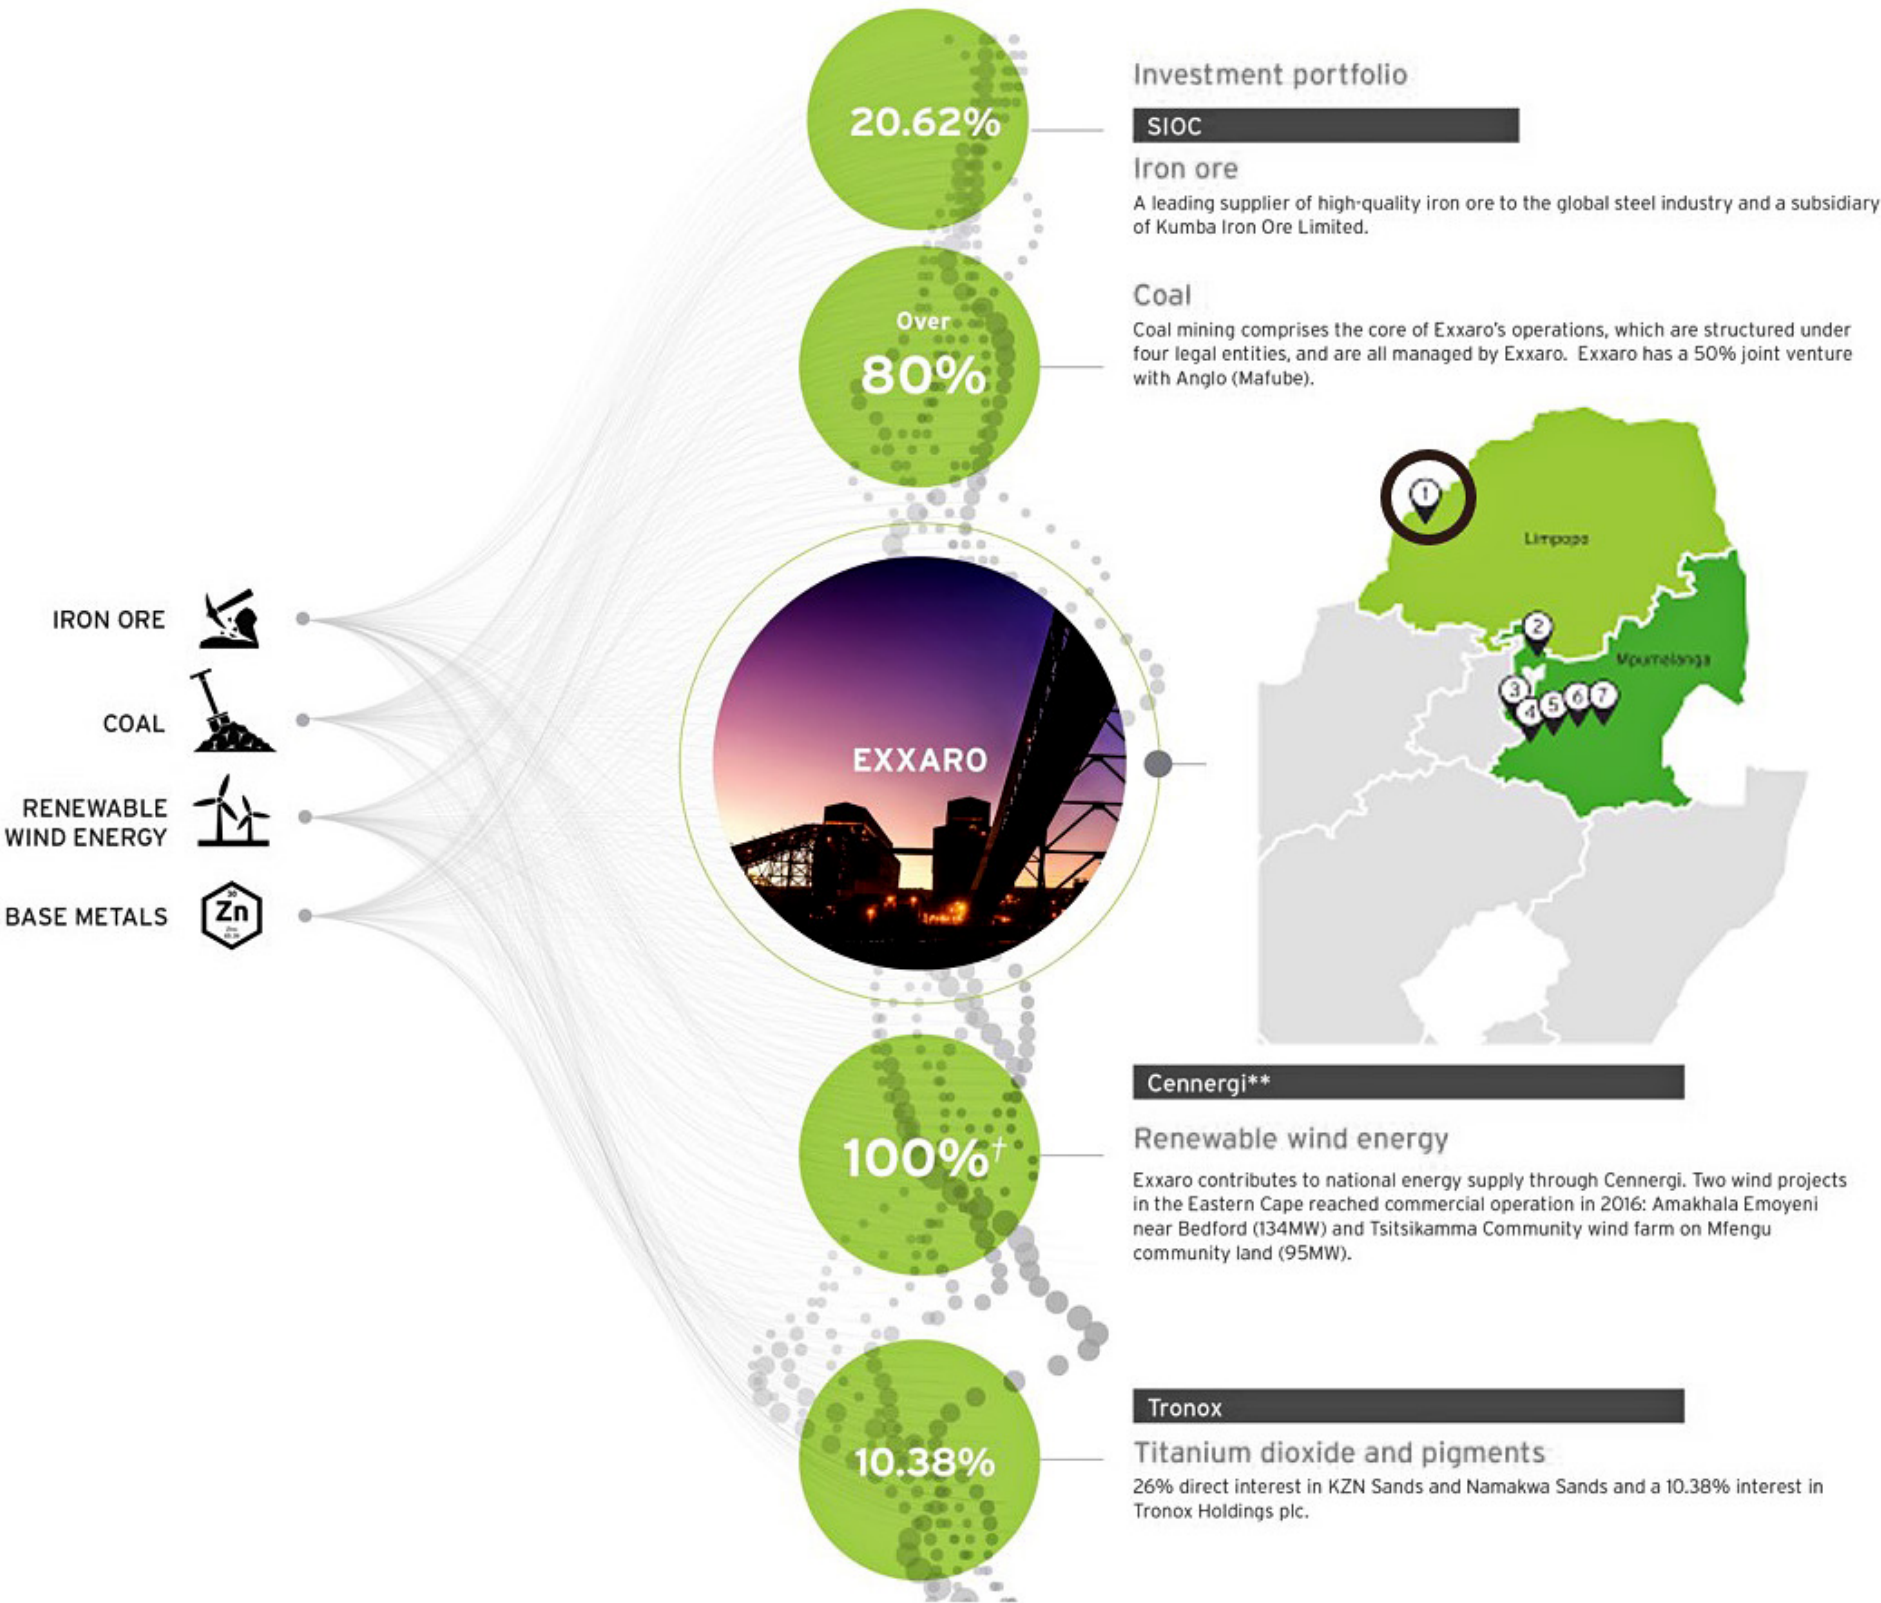 20.62%
Investment portfolio
SIOC
Iron ore
A leading supplier of high-quality iron ore to the global steel industry and a subsidiary
of Kumba Iron Ore Limited.
Over
80%
Coal
Coal mining comprises the core of Exxaro's operations, which are structured under
four legal entities, and are all managed by Exxaro. Exxaro has a 50% joint venture
with Anglo (Mafube).
1
Limpopo
2
Mpumalanga
3
4
5
6
7
IRON ORE
COAL
RENEWABLE
WIND ENERGY
BASE METALS
30
Zn
EXXARO
100%†
Cennergi**
Renewable wind energy
Exxaro contributes to national energy supply through Cennergi. Two wind projects
in the Eastern Cape reached commercial operation in 2016: Amakhala Emoyeni
near Bedford (134MW) and Tsitsikamma Community wind farm on Mfengu
community land (95MW).
10.38%
Tronox
Titanium dioxide and pigments
26% direct interest in KZN Sands and Namakwa Sands and a 10.38% interest in
Tronox Holdings plc.